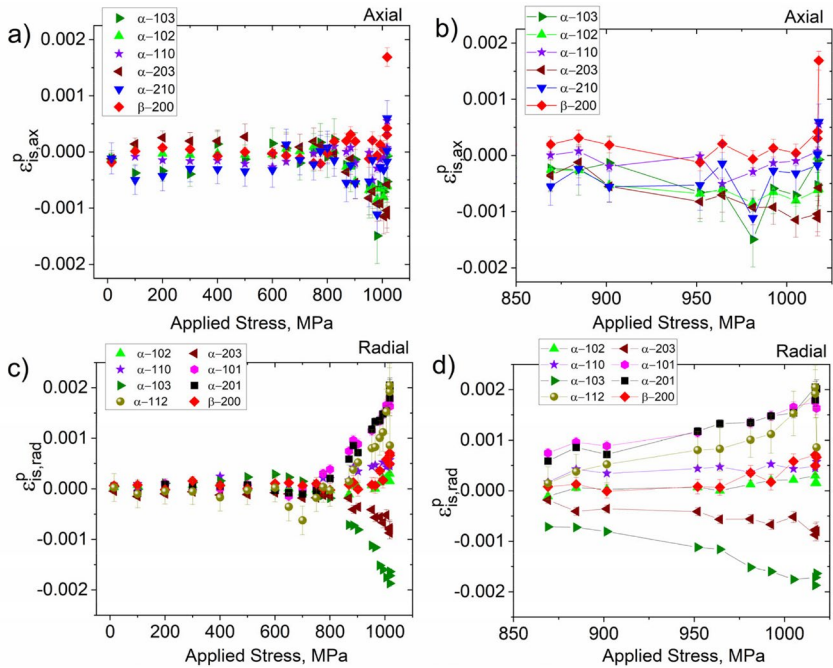 a)
Axial
α−103
α−102
α−110
α−203
α−210
β−200
0.002
0.001
0.000
-0.001
-0.002
ε^p_is,ax
0 100 200 300 400 500 600 700 800 900 1000
Applied Stress, MPa
b)
Axial
α−103
α−102
α−110
α−203
α−210
β−200
0.002
0.001
0.000
-0.001
-0.002
ε^p_is,ax
850 900 950 1000
Applied Stress, MPa
c)
Radial
α−102 α−203
α−110 α−101
α−103 α−201
α−112 β−200
0.002
0.001
0.000
-0.001
-0.002
ε^p_is,rad
0 100 200 300 400 500 600 700 800 900 1000
Applied Stress, MPa
d)
Radial
α−102 α−203
α−110 α−101
α−103 α−201
α−112 β−200
0.002
0.001
0.000
-0.001
-0.002
ε^p_is,rad
850 900 950 1000
Applied Stress, MPa